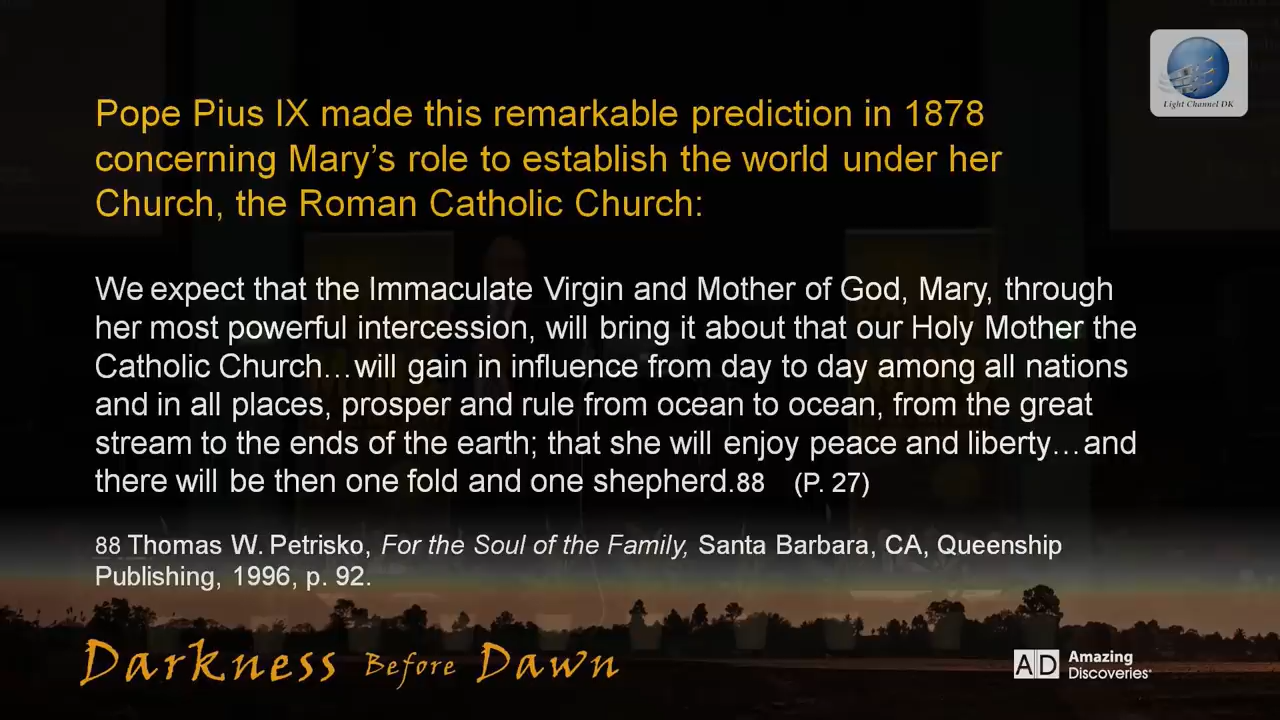 Light Channel DK
Pope Pius IX made this remarkable prediction in 1878
concerning Mary's role to establish the world under her
Church, the Roman Catholic Church:
We expect that the Immaculate Virgin and Mother of God, Mary, through
her most powerful intercession, will bring it about that our Holy Mother the
Catholic Church…will gain in influence from day to day among all nations
and in all places, prosper and rule from ocean to ocean, from the great
stream to the ends of the earth; that she will enjoy peace and liberty…and
there will be then one fold and one shepherd.88 (P. 27)
88 Thomas W. Petrisko, For the Soul of the Family, Santa Barbara, CA, Queenship
Publishing, 1996, p. 92.
Darkness Before Dawn
AD Amazing
Discoveries